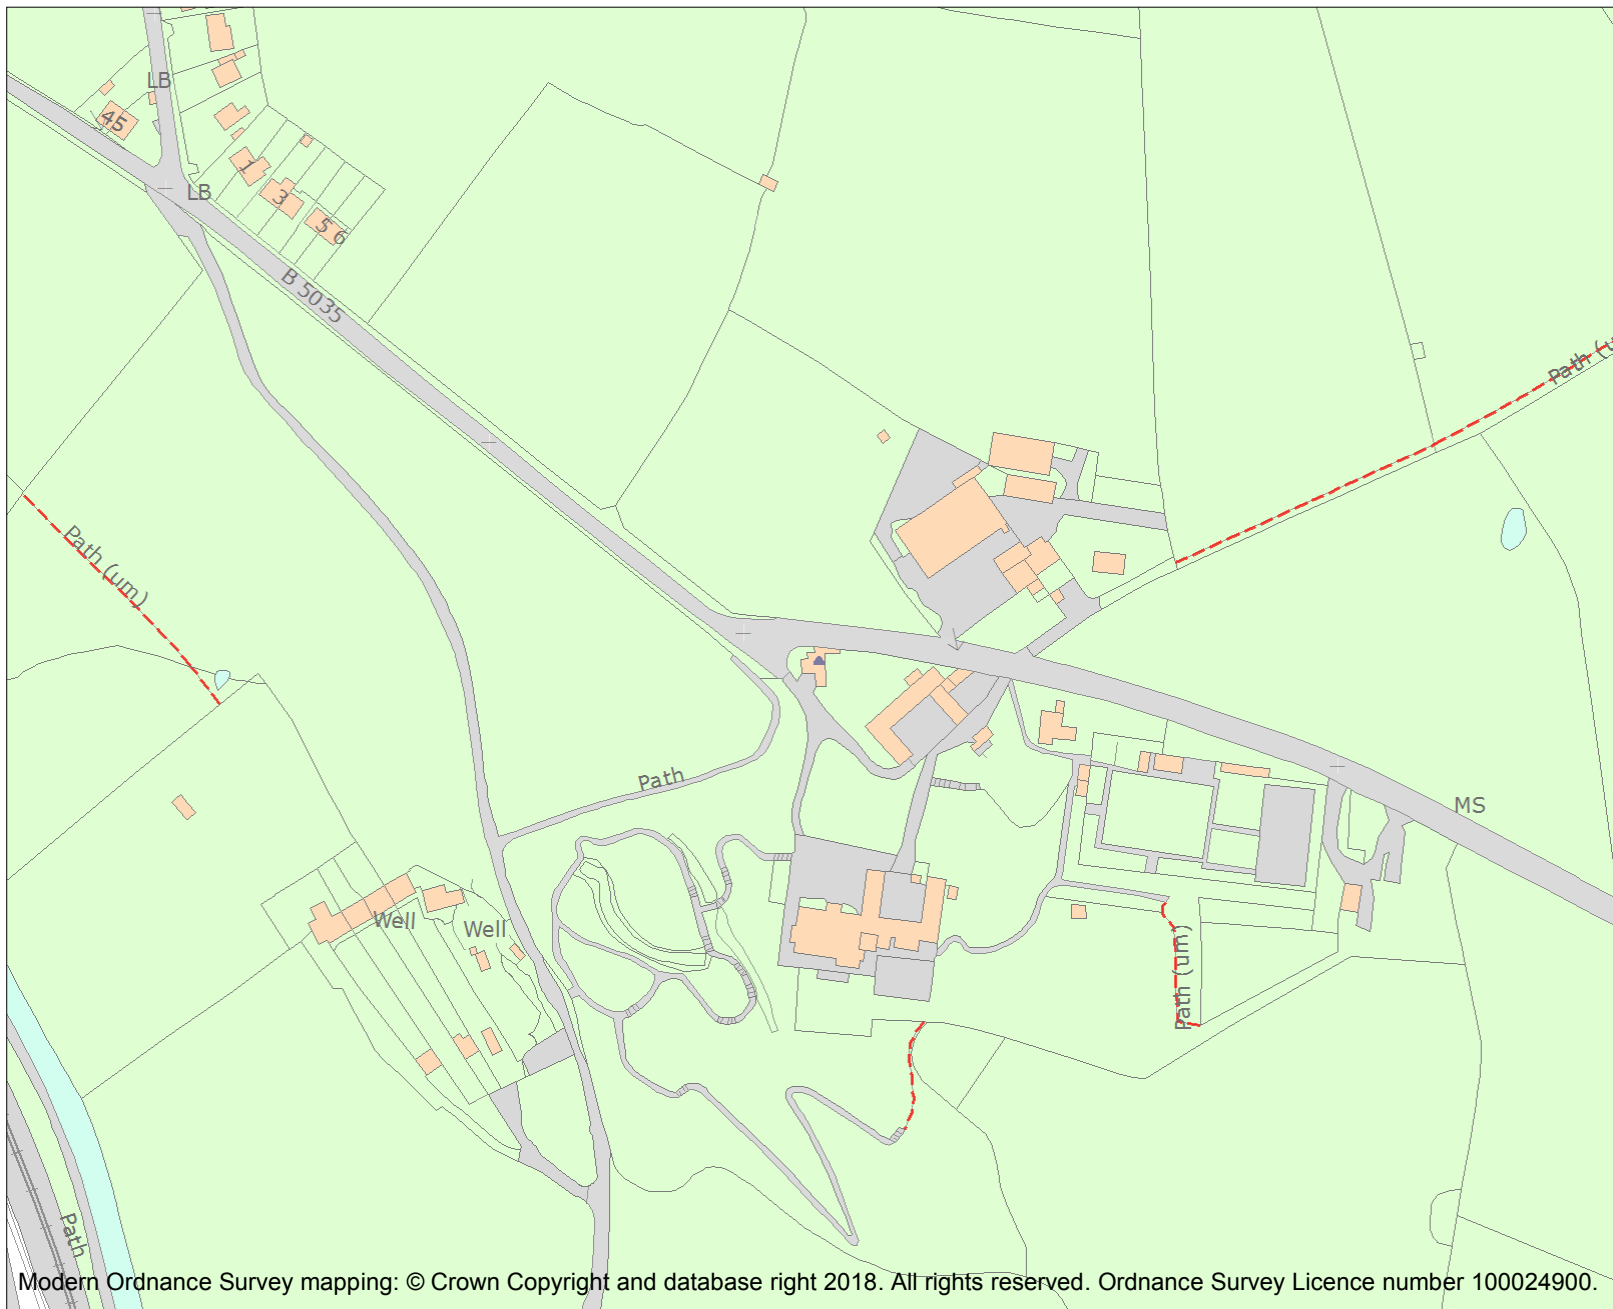 LB
45
LB
1
3
5 6
B 5035
Path (um)
Path (u
Path
MS
Well
Well
Path (um)
Path
Modern Ordnance Survey mapping: © Crown Copyright and database right 2018. All rights reserved. Ordnance Survey Licence number 100024900.